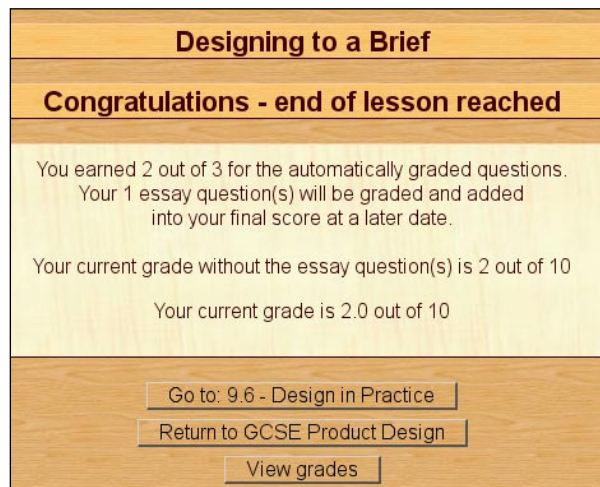 Designing to a Brief
Congratulations - end of lesson reached
You earned 2 out of 3 for the automatically graded questions.
Your 1 essay question(s) will be graded and added
into your final score at a later date.
Your current grade without the essay question(s) is 2 out of 10
Your current grade is 2.0 out of 10
Go to: 9.6 - Design in Practice
Return to GCSE Product Design
View grades